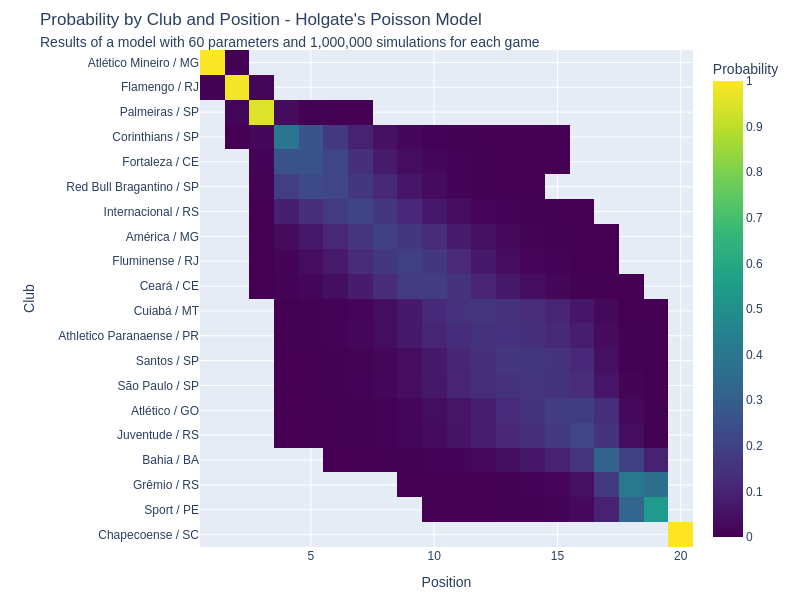 Probability by Club and Position - Holgate's Poisson Model
Results of a model with 60 parameters and 1,000,000 simulations for each game
Probability
Atlético Mineiro / MG
Flamengo / RJ
Palmeiras / SP
Corinthians / SP
Fortaleza / CE
Red Bull Bragantino / SP
Internacional / RS
América / MG
Fluminense / RJ
Ceará / CE
Cuiabá / MT
Athletico Paranaense / PR
Santos / SP
São Paulo / SP
Atlético / GO
Juventude / RS
Bahia / BA
Grêmio / RS
Sport / PE
Chapecoense / SC
Club
5
10
15
20
Position
1
0.9
0.8
0.7
0.6
0.5
0.4
0.3
0.2
0.1
0